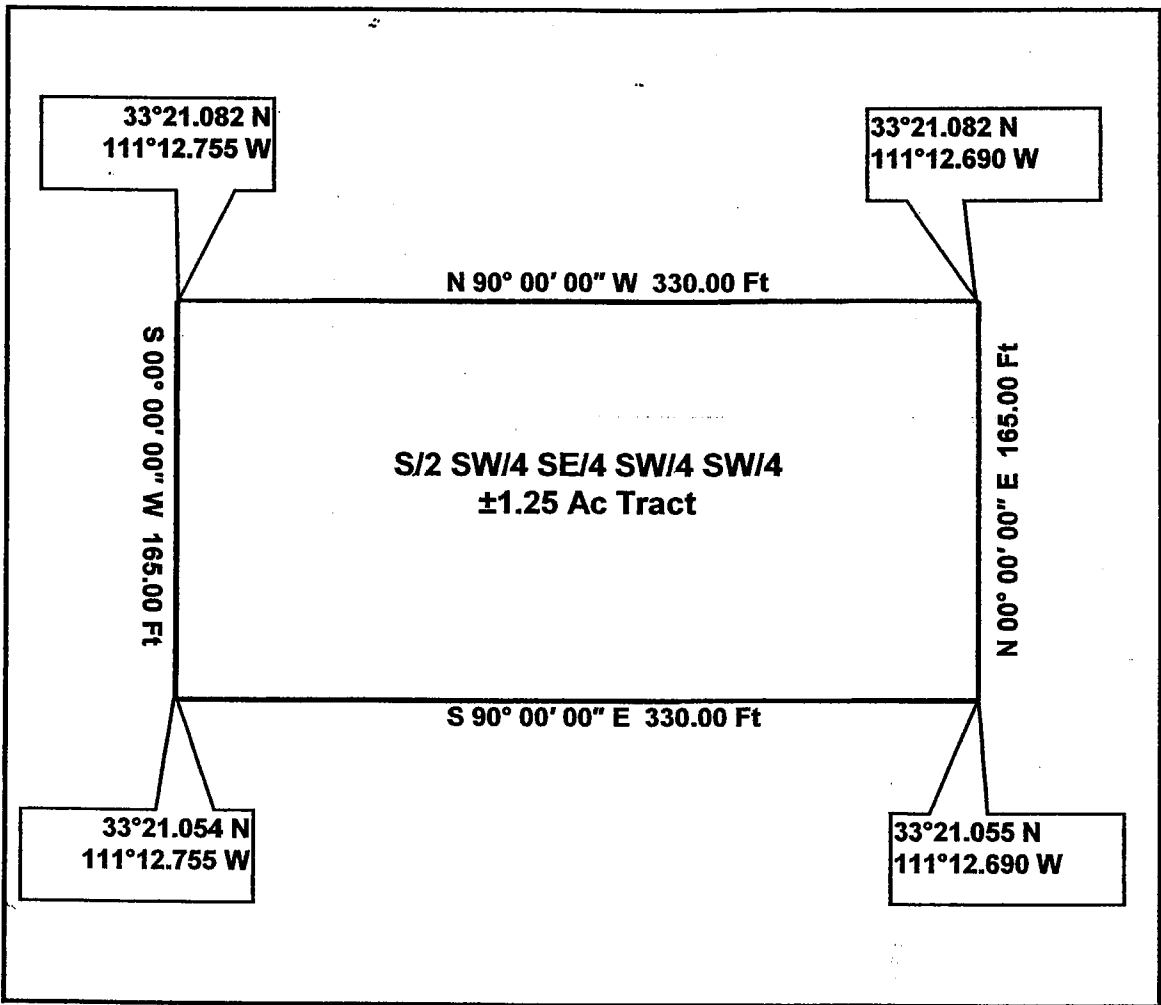 33°21.082 N
111°12.755 W
33°21.082 N
111°12.690 W
N 90° 00' 00" W 330.00 Ft
S 00° 00' 00" W 165.00 Ft
N 00° 00' 00" E 165.00 Ft
S/2 SW/4 SE/4 SW/4 SW/4
±1.25 Ac Tract
S 90° 00' 00" E 330.00 Ft
33°21.054 N
111°12.755 W
33°21.055 N
111°12.690 W